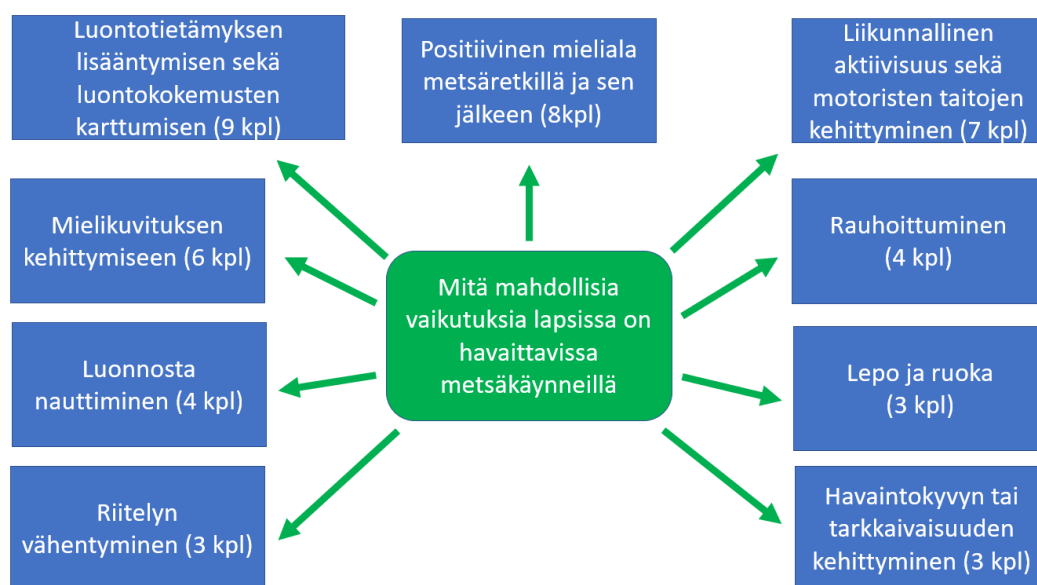 Luontotietämyksen
lisääntymisen sekä
luontokokemusten
karttumisen (9 kpl)
Positiivinen mieliala
metsäretkillä ja sen
jälkeen (8kpl)
Liikunnallinen
aktiivisuus sekä
motoristen taitojen
kehittyminen (7 kpl)
Mielikuvituksen
kehittymiseen (6 kpl)
Rauhoittuminen
(4 kpl)
Mitä mahdollisia
vaikutuksia lapsissa on
havaittavissa
metsäkäynneillä
Luonnosta
nauttiminen (4 kpl)
Lepo ja ruoka
(3 kpl)
Riitelyn
vähentyminen (3 kpl)
Havaintokyvyn tai
tarkkaivaisuuden
kehittyminen (3 kpl)